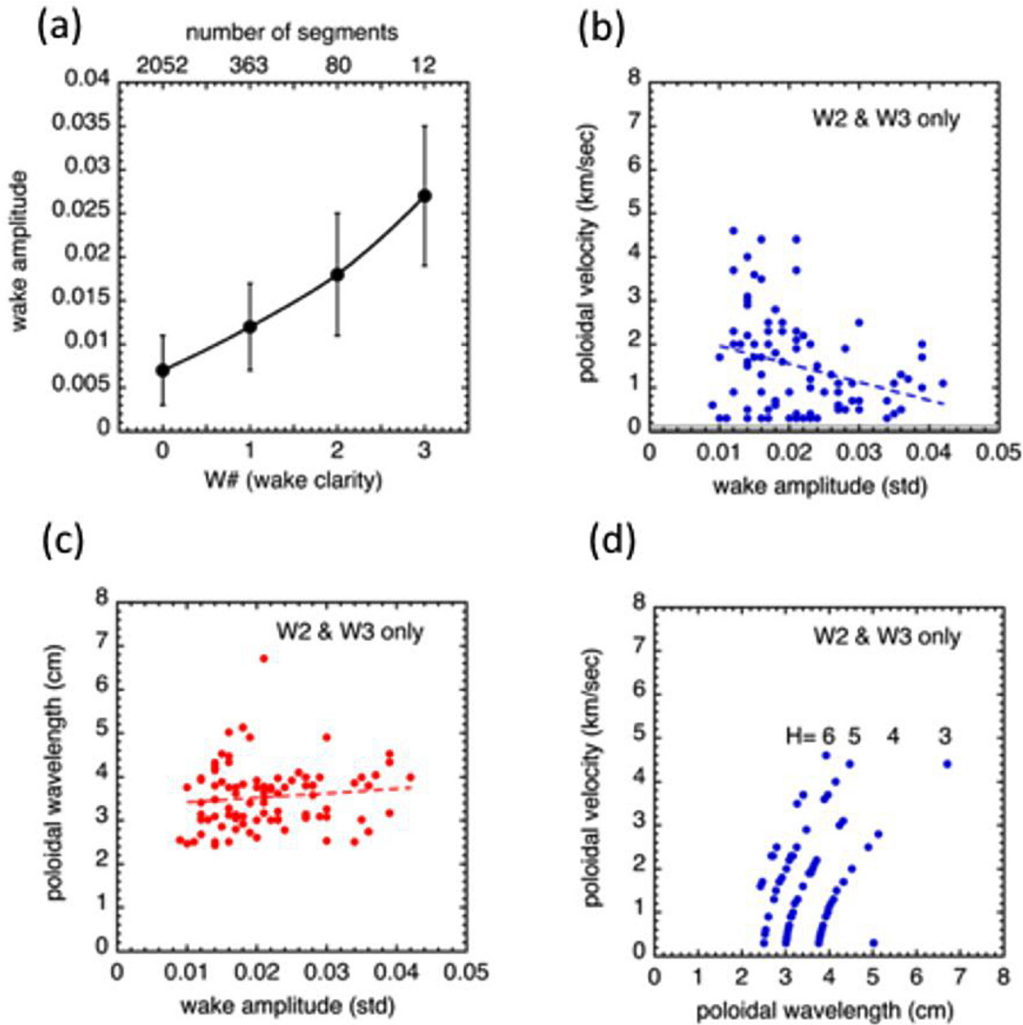 (a)
number of segments
2052 363 80 12
0.04
0.035
0.03
0.025
0.02
0.015
0.01
0.005
0
wake amplitude
0 1 2 3
W# (wake clarity)
(b)
8
7
6
5
4
3
2
1
0
poloidal velocity (km/sec)
W2 & W3 only
0 0.01 0.02 0.03 0.04 0.05
wake amplitude (std)
(c)
8
7
6
5
4
3
2
1
0
poloidal wavelength (cm)
W2 & W3 only
0 0.01 0.02 0.03 0.04 0.05
wake amplitude (std)
(d)
8
7
6
5
4
3
2
1
0
poloidal velocity (km/sec)
W2 & W3 only
H= 6 5 4 3
0 1 2 3 4 5 6 7 8
poloidal wavelength (cm)